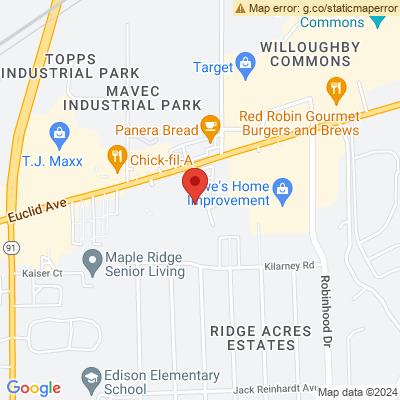 Map error: g.co/staticmaperror
Commons
TOPPS
INDUSTRIAL PARK
WILLOUGHBY
COMMONS
Target
MAVEC
INDUSTRIAL PARK
Red Robin Gourmet
Burgers and Brews
Panera Bread
T.J. Maxx
Chick-fil-A
we's Home
Improvement
Euclid Ave
91
Maple Ridge
Senior Living
Kaiser Ct
Kilarney Rd
Robinhood Dr
RIDGE ACRES
ESTATES
Edison Elementary
School
Jack Reinhardt Ave
Google
Map data ©2024